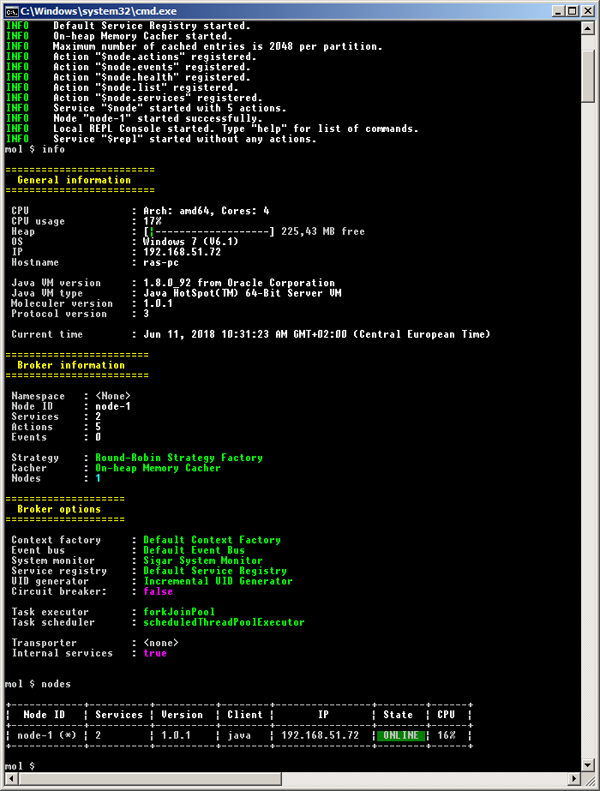 C:\Windows\system32\cmd.exe
INFO Default Service Registry started.
INFO On-heap Memory Cacher started.
INFO Maximum number of cached entries is 2048 per partition.
INFO Action "$node.actions" registered.
INFO Action "$node.events" registered.
INFO Action "$node.health" registered.
INFO Action "$node.list" registered.
INFO Action "$node.services" registered.
INFO Service "$node" started with 5 actions.
INFO Node "node-1" started successfully.
INFO Local REPL Console started. Type "help" for list of commands.
INFO Service "$repl" started without any actions.
mol $ info
=========================
General information
=========================
CPU : Arch: amd64, Cores: 4
CPU usage : 17%
Heap : [|-------------------] 225,43 MB free
OS : Windows 7 (V6.1)
IP : 192.168.51.72
Hostname : ras-pc
Java VM version : 1.8.0_92 from Oracle Corporation
Java VM type : Java HotSpot(TM) 64-Bit Server VM
Moleculer version : 1.0.1
Protocol version : 3
Current time : Jun 11, 2018 10:31:23 AM GMT+02:00 (Central European Time)
========================
Broker information
========================
Namespace : <None>
Node ID : node-1
Services : 2
Actions : 5
Events : 0
Strategy : Round-Robin Strategy Factory
Cacher : On-heap Memory Cacher
Nodes : 1
====================
Broker options
====================
Context factory : Default Context Factory
Event bus : Default Event Bus
System monitor : Sigar System Monitor
Service registry : Default Service Registry
UID generator : Incremental UID Generator
Circuit breaker: : false
Task executor : forkJoinPool
Task scheduler : scheduledThreadPoolExecutor
Transporter : <none>
Internal services : true
mol $ nodes
| Node ID | Services | Version | Client | IP | State | CPU |
| node-1 (*) | 2 | 1.0.1 | java | 192.168.51.72 | ONLINE | 16% |
mol $